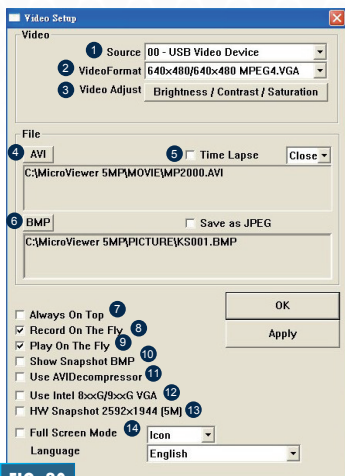 Video Setup
Video
1 Source 00 - USB Video Device
2 VideoFormat 640x480/640x480 MPEG4.VGA
3 Video Adjust Brightness / Contrast / Saturation
File
4 AVI 5 Time Lapse Close
C:\MicroViewer 5MP\MOVIE\MP2000.AVI
6 BMP Save as JPEG
C:\MicroViewer 5MP\PICTURE\KS001.BMP
Always On Top 7
Record On The Fly 8
Play On The Fly 9
Show Snapshot BMP 10
Use AVIDecompressor 11
Use Intel 8xxG/9xxG VGA 12
HW Snapshot 2592x1944 (5M) 13
OK
Apply
Full Screen Mode 14 Icon
Language English